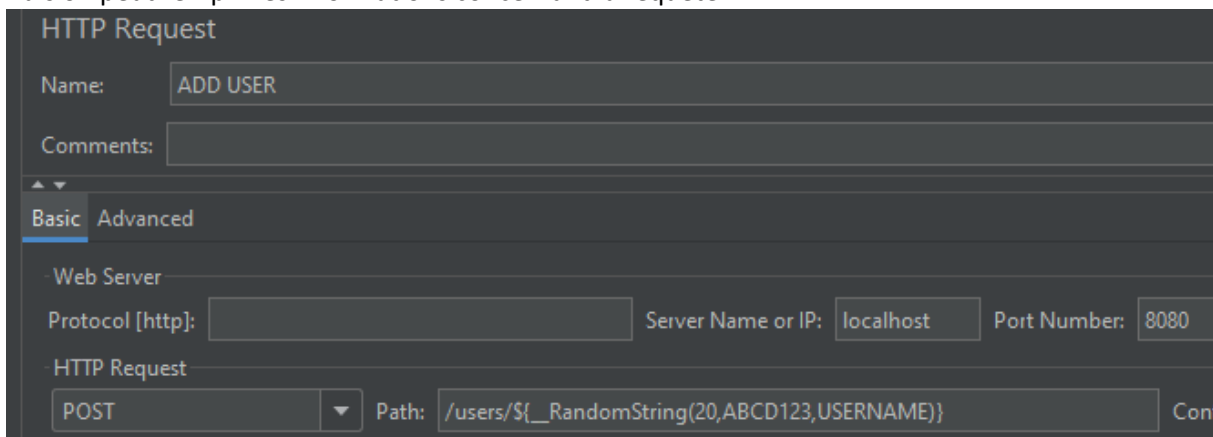 HTTP Request
Name: ADD USER
Comments:
Basic Advanced
Web Server
Protocol [http]: Server Name or IP: localhost Port Number: 8080
HTTP Request
POST Path: /users/${__RandomString(20,ABCD123,USERNAME)}